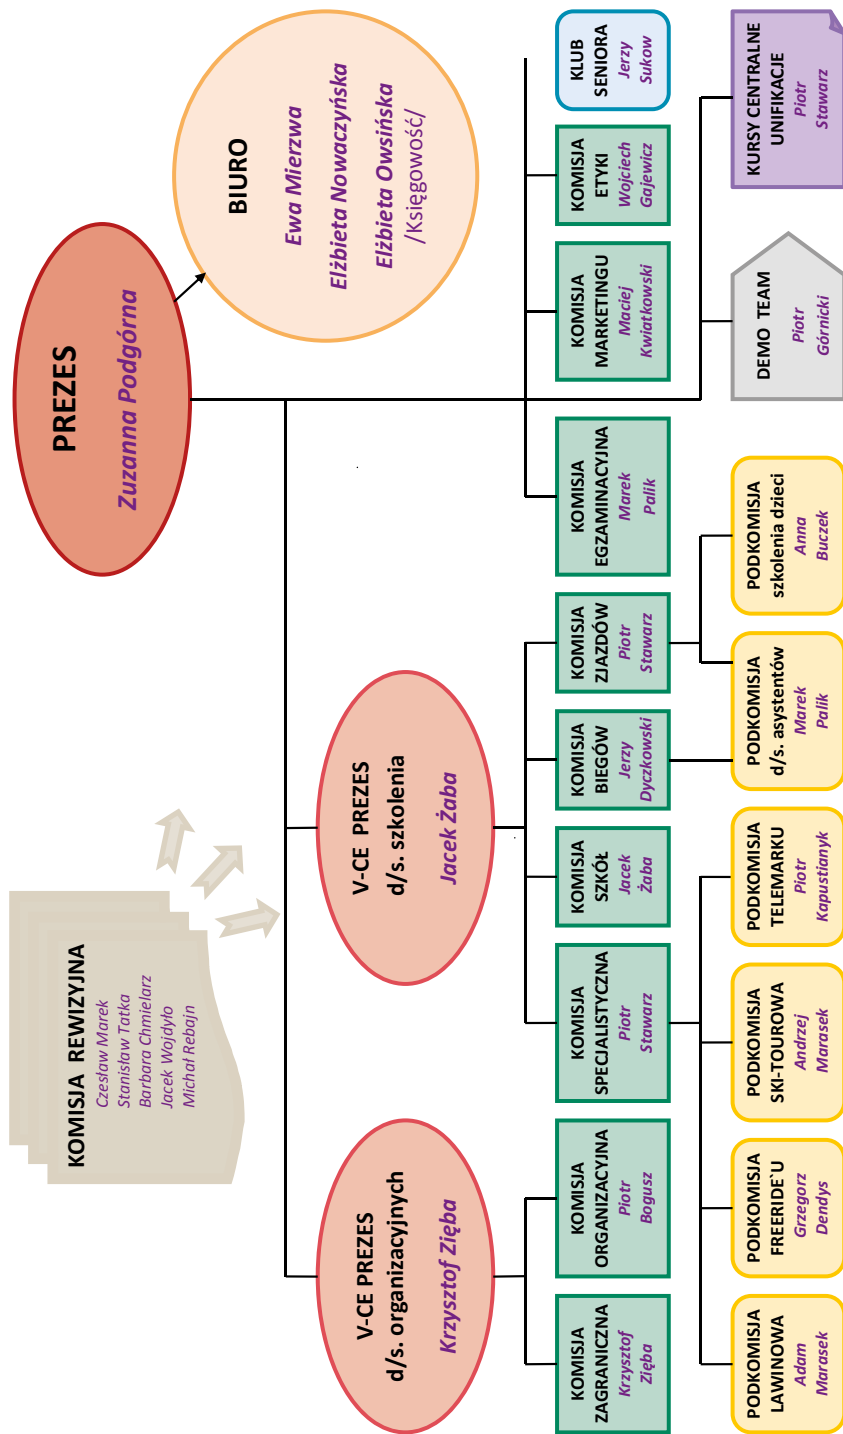 KOMISJA REWIZYJNA
Czesław Marek
Stanisław Tatka
Barbara Chmielarz
Jacek Wojdyło
Michał Rebajn
PREZES
Zuzanna Podgórna
BIURO
Ewa Mierzwa
Elżbieta Nowaczyńska
Elżbieta Owsińska
/Księgowość/
V-CE PREZES
d/s. organizacyjnych
Krzysztof Zięba
V-CE PREZES
d/s. szkolenia
Jacek Żaba
KOMISJA
ZAGRANICZNA
Krzysztof
Zięba
KOMISJA
ORGANIZACYJNA
Piotr
Bogusz
KOMISJA
SPECJALISTYCZNA
Piotr
Stawarz
KOMISJA
SZKÓŁ
Jacek
Żaba
KOMISJA
BIEGÓW
Jerzy
Dyczkowski
KOMISJA
ZJAZDÓW
Piotr
Stawarz
KOMISJA
EGZAMINACYJNA
Marek
Palik
KOMISJA
MARKETINGU
Maciej
Kwiatkowski
KOMISJA
ETYKI
Wojciech
Gajewicz
KLUB
SENIORA
Jerzy
Sukow
PODKOMISJA
LAWINOWA
Adam
Marasek
PODKOMISJA
FREERIDE`U
Grzegorz
Dendys
PODKOMISJA
SKI-TOUROWA
Andrzej
Marasek
PODKOMISJA
TELEMARKU
Piotr
Kapustianyk
PODKOMISJA
d/s. asystentów
Marek
Palik
PODKOMISJA
szkolenia dzieci
Anna
Buczek
DEMO TEAM
Piotr
Górnicki
KURSY CENTRALNE
UNIFIKACJE
Piotr
Stawarz